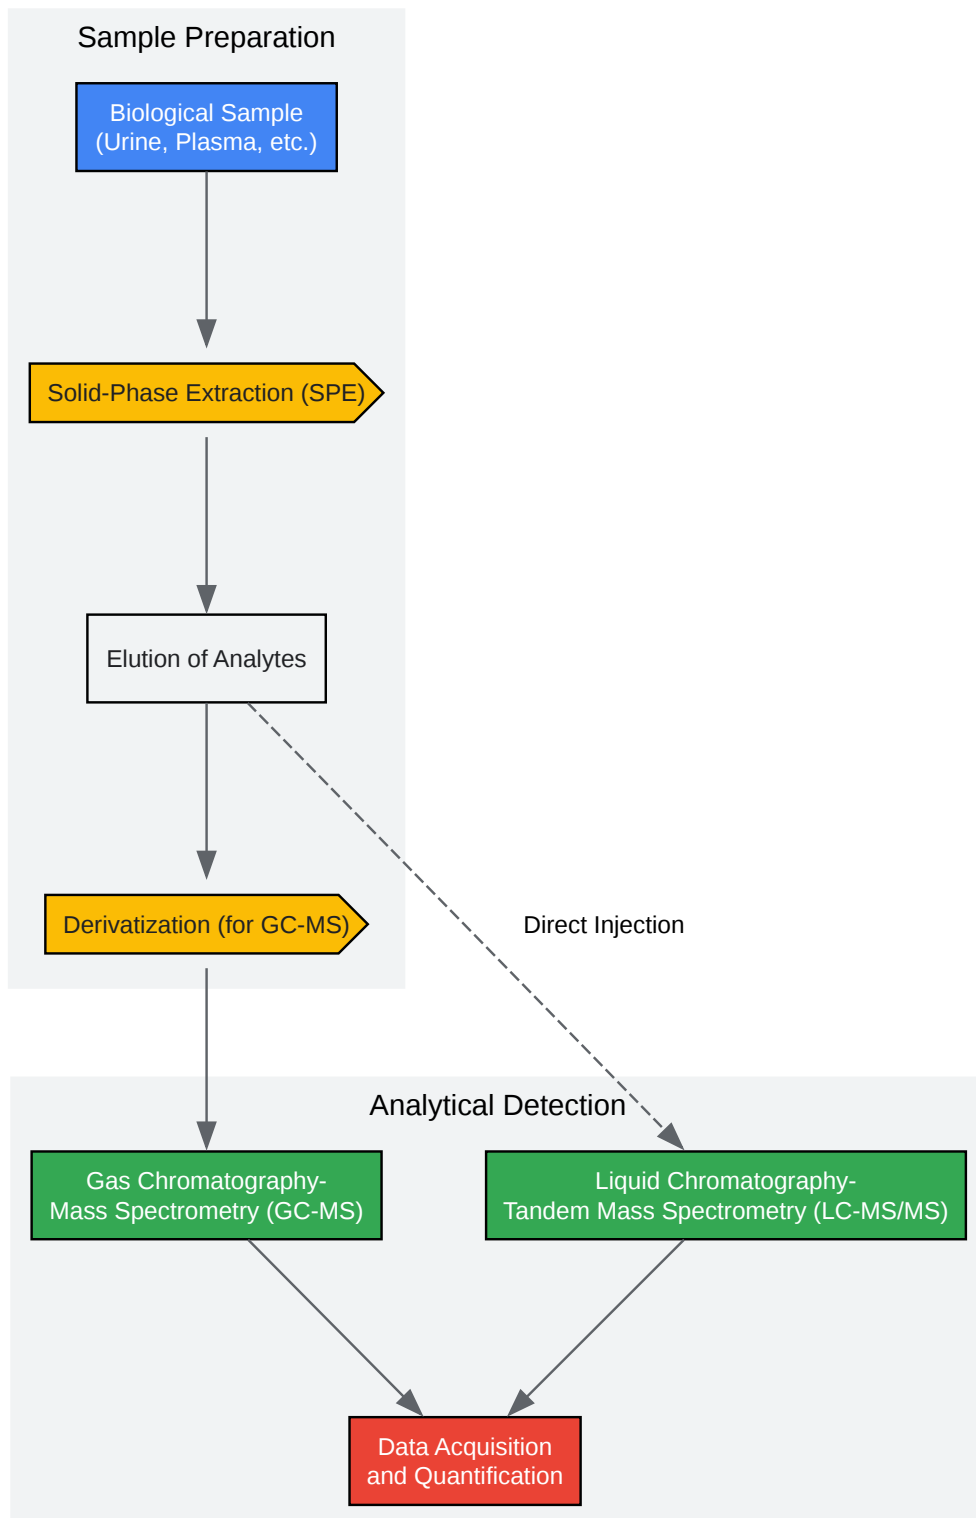 Sample Preparation
Biological Sample
(Urine, Plasma, etc.)
Solid-Phase Extraction (SPE)
Elution of Analytes
Derivatization (for GC-MS)
Direct Injection
Analytical Detection
Gas Chromatography-
Mass Spectrometry (GC-MS)
Liquid Chromatography-
Tandem Mass Spectrometry (LC-MS/MS)
Data Acquisition
and Quantification